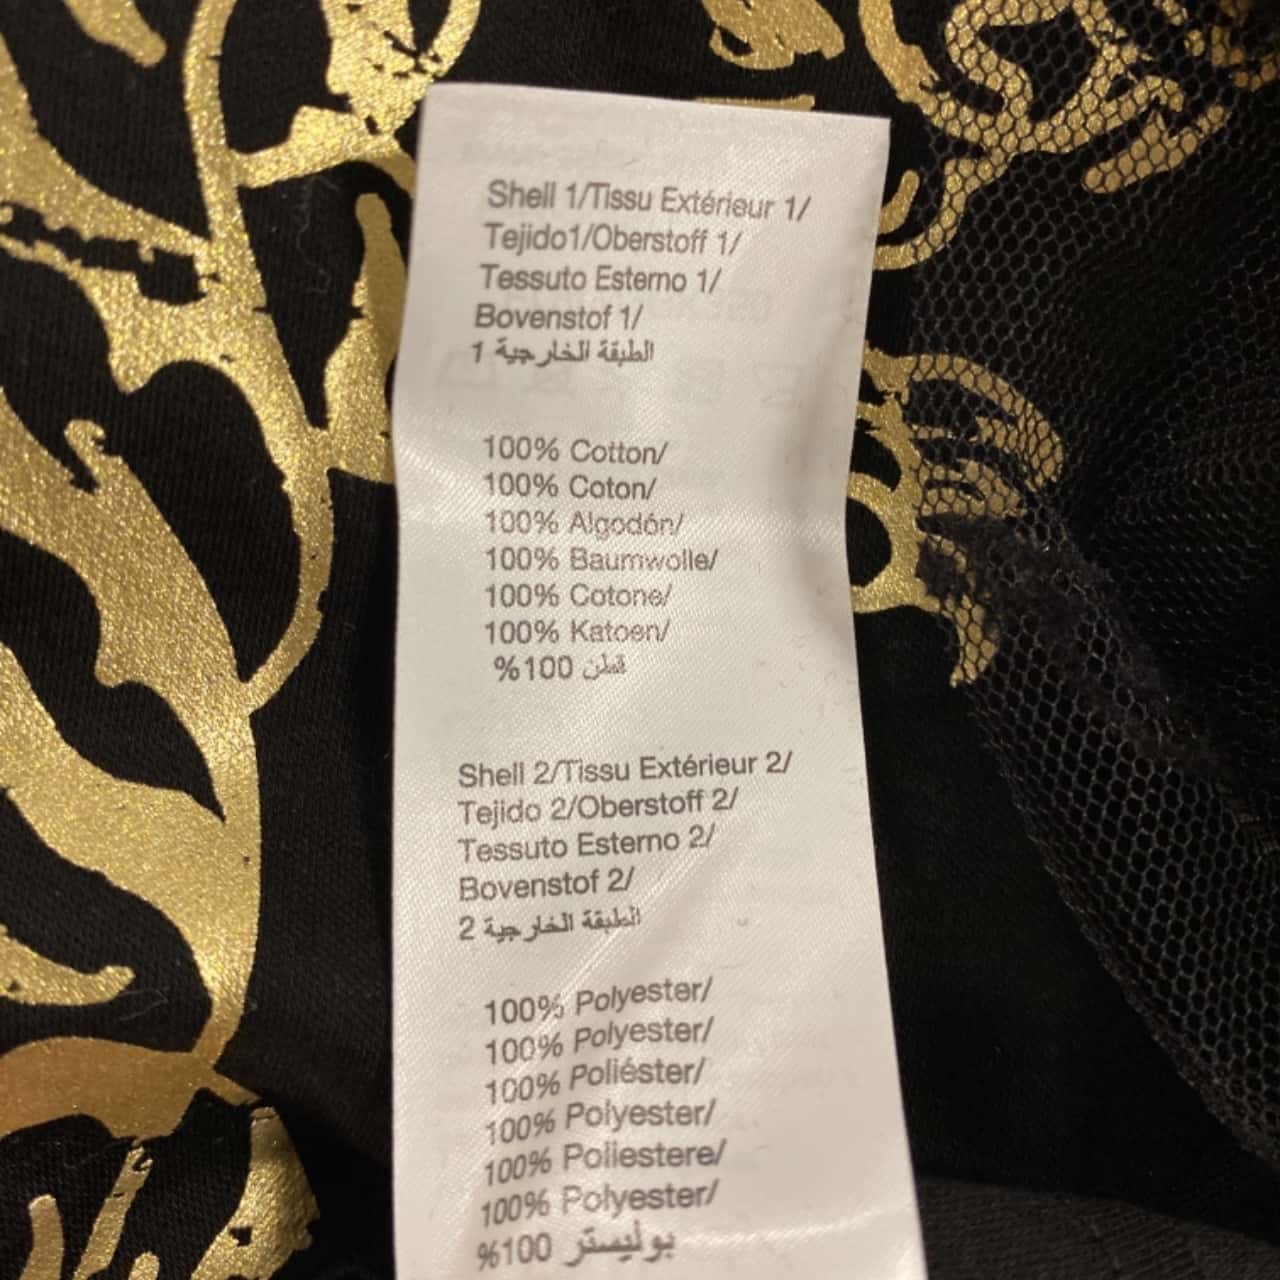 Shell 1/Tissu Extérieur 1/
Tejido1/Oberstoff 1/
Tessuto Esterno 1/
Bovenstof 1/
الطبقة الخارجية 1
100% Cotton/
100% Coton/
100% Algodón/
100% Baumwolle/
100% Cotone/
100% Katoen/
%100 قطن
Shell 2/Tissu Extérieur 2/
Tejido 2/Oberstoff 2/
Tessuto Esterno 2/
Bovenstof 2/
الطبقة الخارجية 2
100% Polyester/
100% Polyester/
100% Poliéster/
100% Polyester/
100% Poliestere/
100% Polyester/
%100 بوليستر